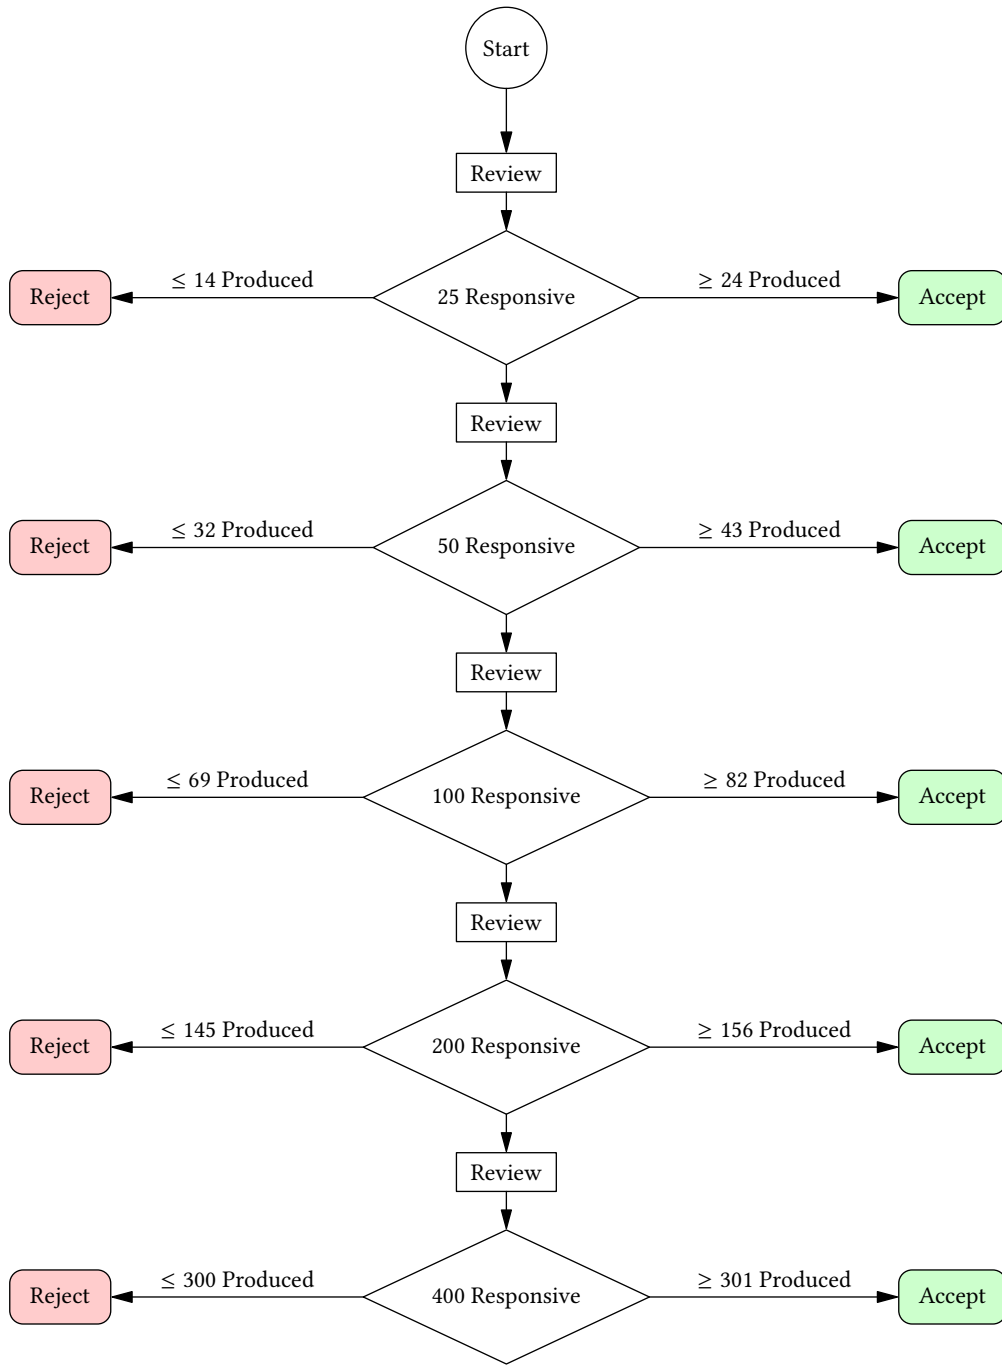 Start
Review
≤ 14 Produced
≥ 24 Produced
Reject
25 Responsive
Accept
Review
≤ 32 Produced
≥ 43 Produced
Reject
50 Responsive
Accept
Review
≤ 69 Produced
≥ 82 Produced
Reject
100 Responsive
Accept
Review
≤ 145 Produced
≥ 156 Produced
Reject
200 Responsive
Accept
Review
≤ 300 Produced
≥ 301 Produced
Reject
400 Responsive
Accept